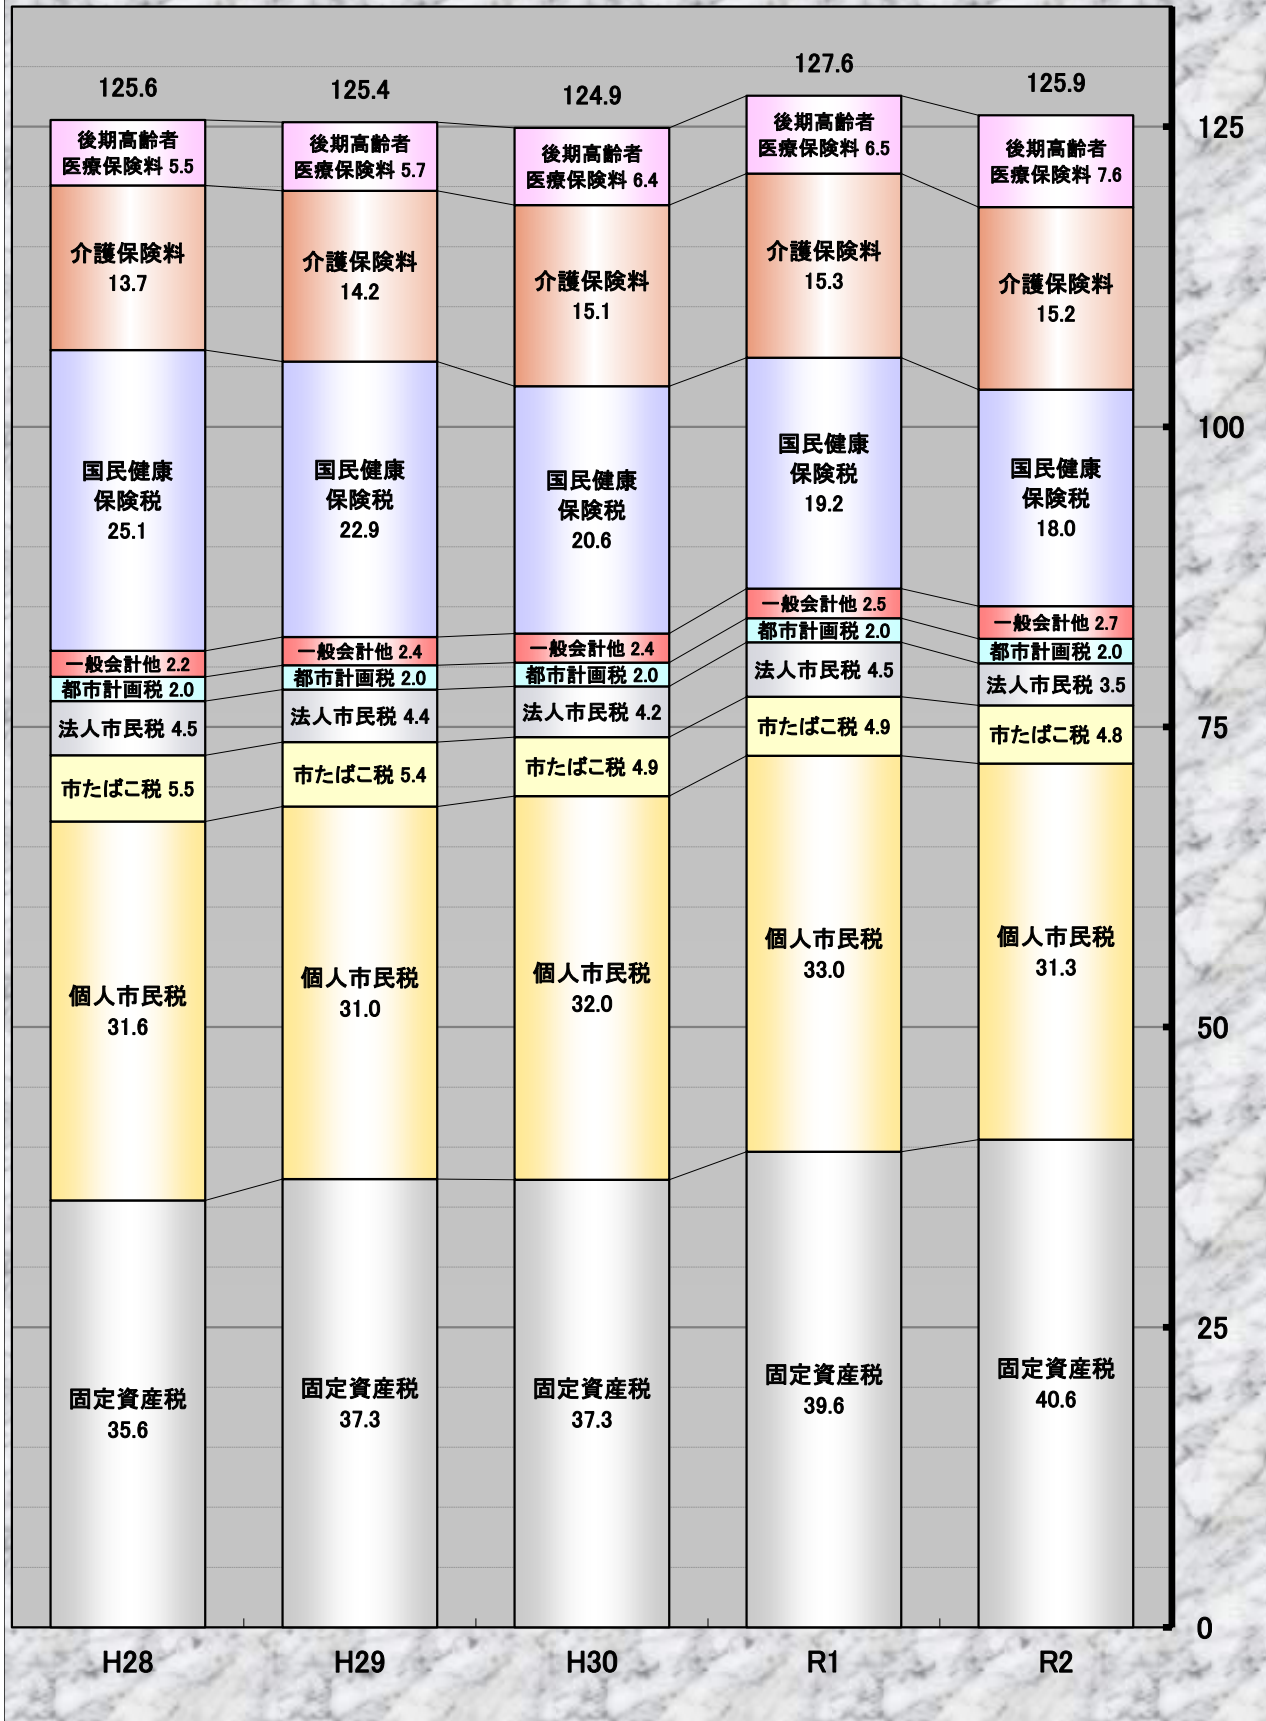 125.6
後期高齢者
医療保険料 5.5
介護保険料
13.7
国民健康
保険税
25.1
一般会計他 2.2
都市計画税 2.0
法人市民税 4.5
市たばこ税 5.5
個人市民税
31.6
固定資産税
35.6
H28
125.4
後期高齢者
医療保険料 5.7
介護保険料
14.2
国民健康
保険税
22.9
一般会計他 2.4
都市計画税 2.0
法人市民税 4.4
市たばこ税 5.4
個人市民税
31.0
固定資産税
37.3
H29
124.9
後期高齢者
医療保険料 6.4
介護保険料
15.1
国民健康
保険税
20.6
一般会計他 2.4
都市計画税 2.0
法人市民税 4.2
市たばこ税 4.9
個人市民税
32.0
固定資産税
37.3
H30
127.6
後期高齢者
医療保険料 6.5
介護保険料
15.3
国民健康
保険税
19.2
一般会計他 2.5
都市計画税 2.0
法人市民税 4.5
市たばこ税 4.9
個人市民税
33.0
固定資産税
39.6
R1
125.9
後期高齢者
医療保険料 7.6
介護保険料
15.2
国民健康
保険税
18.0
一般会計他 2.7
都市計画税 2.0
法人市民税 3.5
市たばこ税 4.8
個人市民税
31.3
固定資産税
40.6
R2
125
100
75
50
25
0